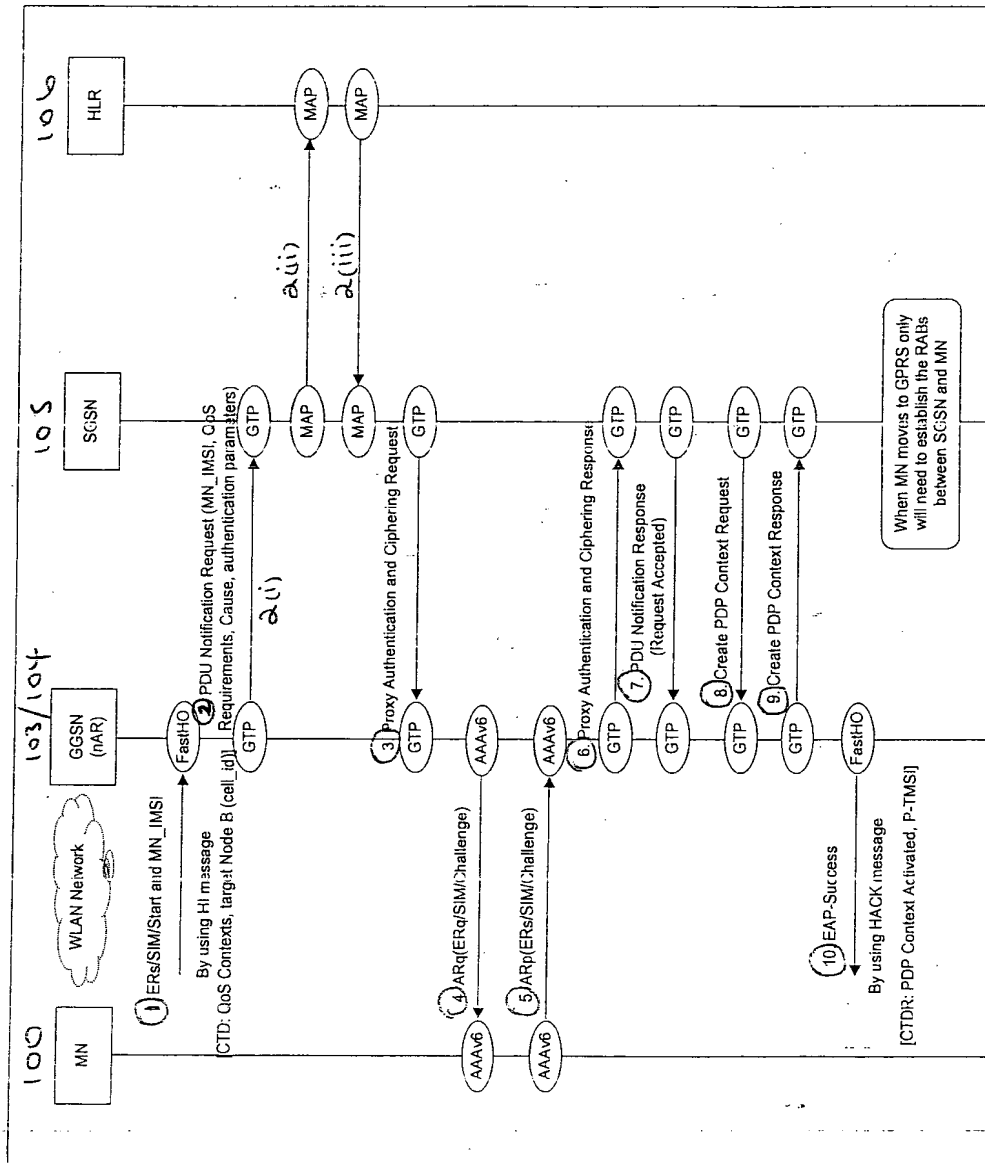 100
103/104
105
106
MN
WLAN Network
GGSN
(nAR)
SGSN
HLR
1 ERs/SIM/Start and MN_IMSI
FastHO
By using HI message
[CTD: QoS Contexts, target Node B (cell_id)]
2 PDU Notification Request (MN_IMSI, QoS
Requirements, Cause, authentication parameters)
GTP
2(i)
GTP
MAP
2(ii)
MAP
MAP
2(iii)
MAP
3. Proxy Authentication and Ciphering Request
GTP
GTP
4 ARq(ERq/SIM/Challenge)
AAAv6
AAAv6
5 ARp(ERs/SIM/Challenge)
AAAv6
AAAv6
6. Proxy Authentication and Ciphering Response
GTP
GTP
7. PDU Notification Response
(Request Accepted)
GTP
GTP
8. Create PDP Context Request
GTP
GTP
9. Create PDP Context Response
GTP
GTP
10 EAP-Success
FastHO
By using HACK message
[CTDR: PDP Context Activated, P-TMSI]
When MN moves to GPRS only
will need to establish the RABs
between SGSN and MN